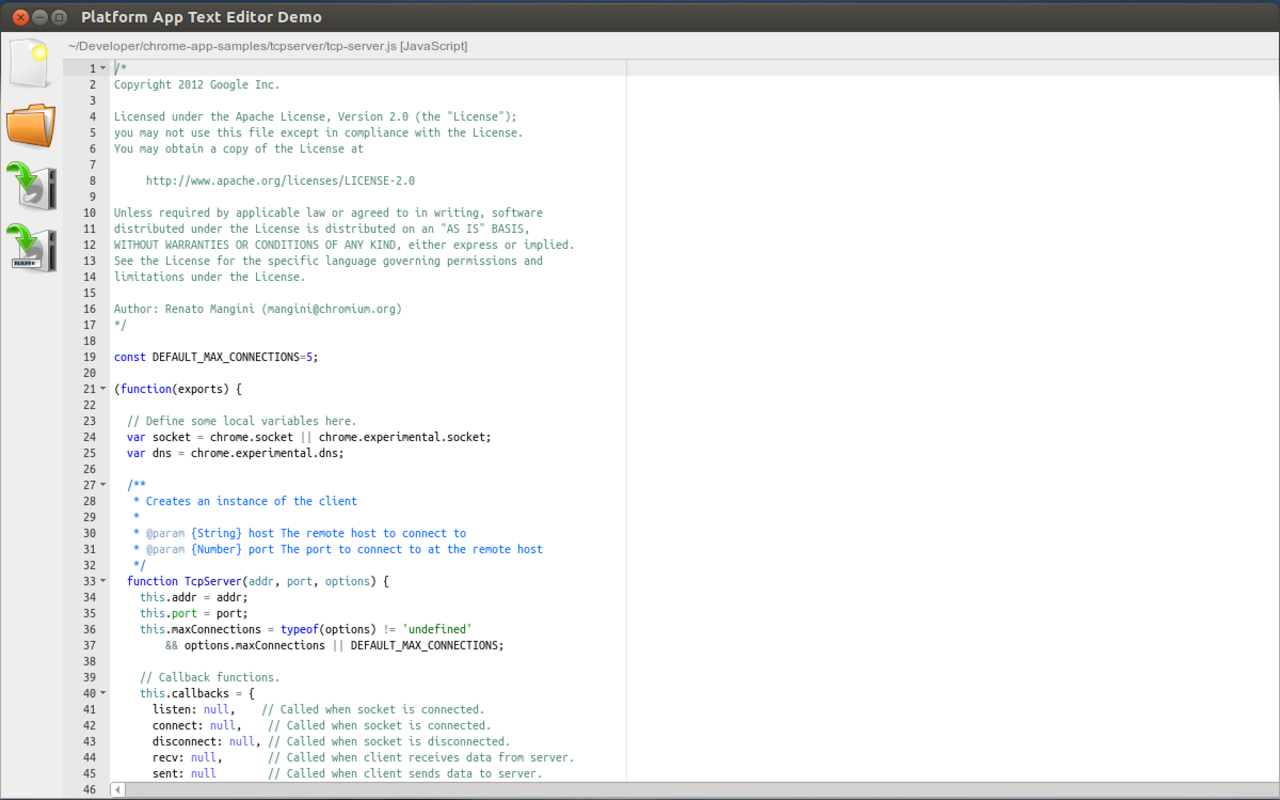 Platform App Text Editor Demo
~/Developer/chrome-app-samples/tcpserver/tcp-server.js [JavaScript]
1 /*
2 Copyright 2012 Google Inc.
3
4 Licensed under the Apache License, Version 2.0 (the "License");
5 you may not use this file except in compliance with the License.
6 You may obtain a copy of the License at
7
8 http://www.apache.org/licenses/LICENSE-2.0
9
10 Unless required by applicable law or agreed to in writing, software
11 distributed under the License is distributed on an "AS IS" BASIS,
12 WITHOUT WARRANTIES OR CONDITIONS OF ANY KIND, either express or implied.
13 See the License for the specific language governing permissions and
14 limitations under the License.
15
16 Author: Renato Mangini (mangini@chromium.org)
17 */
18
19 const DEFAULT_MAX_CONNECTIONS=5;
20
21 (function(exports) {
22
23 // Define some local variables here.
24 var socket = chrome.socket || chrome.experimental.socket;
25 var dns = chrome.experimental.dns;
26
27 /**
28 * Creates an instance of the client
29 *
30 * @param {String} host The remote host to connect to
31 * @param {Number} port The port to connect to at the remote host
32 */
33 function TcpServer(addr, port, options) {
34 this.addr = addr;
35 this.port = port;
36 this.maxConnections = typeof(options) != 'undefined'
37 && options.maxConnections || DEFAULT_MAX_CONNECTIONS;
38
39 // Callback functions.
40 this.callbacks = {
41 listen: null, // Called when socket is connected.
42 connect: null, // Called when socket is connected.
43 disconnect: null, // Called when socket is disconnected.
44 recv: null, // Called when client receives data from server.
45 sent: null // Called when client sends data to server.
46
NAME